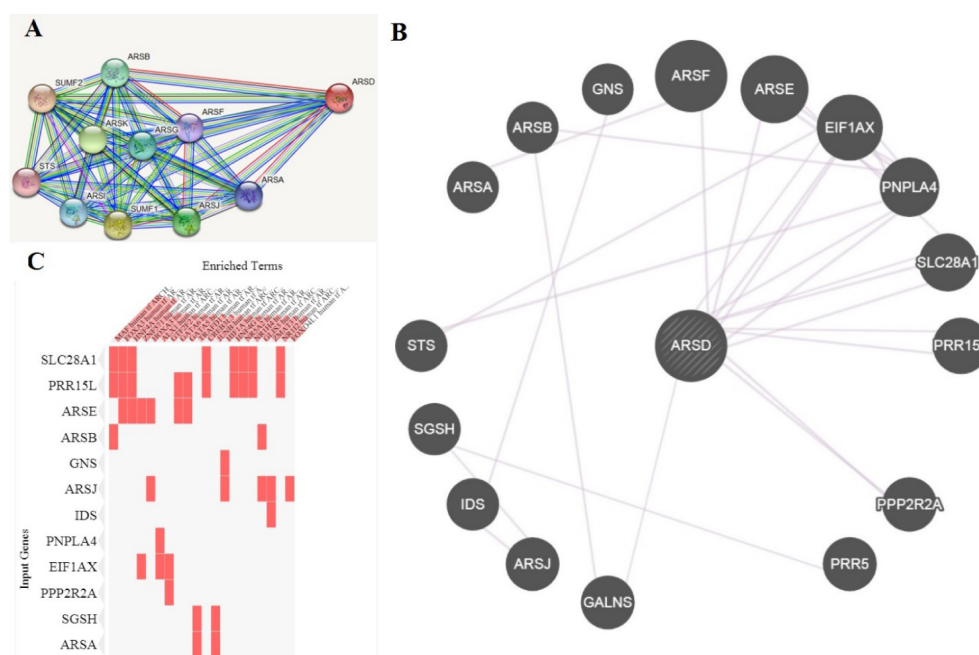 A
ARSB
SUMF2
ARSD
ARSF
ARSK
ARSG
STS
ARSI
ARSA
SUMF1
ARSJ
B
ARSF
ARSE
GNS
EIF1AX
ARSB
PNPLA4
ARSA
SLC28A1
STS
ARSD
PRR15
SGSH
IDS
PPP2R2A
ARSJ
PRR5
GALNS
C
Enriched Terms
Input Genes
SLC28A1
PRR15L
ARSE
ARSB
GNS
ARSJ
IDS
PNPLA4
EIF1AX
PPP2R2A
SGSH
ARSA